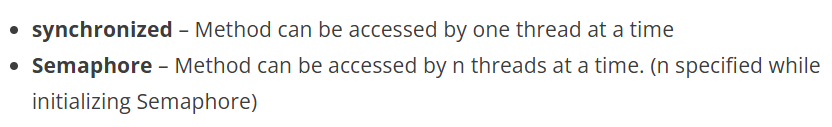 • synchronized – Method can be accessed by one thread at a time
• Semaphore – Method can be accessed by n threads at a time. (n specified while
initializing Semaphore)